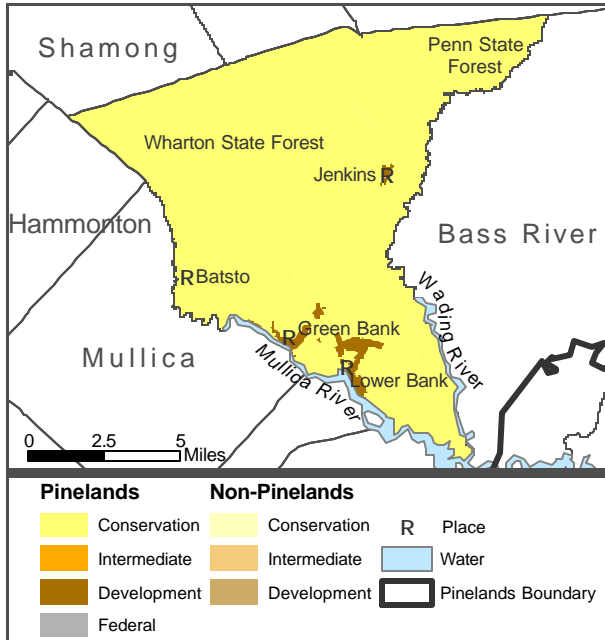 Shamong
Penn State
Forest
Wharton State Forest
Jenkins R
Hammonton
Bass River
R Batsto
Wading River
R Green Bank
Mullica
Mullica River
R Lower Bank
0 2.5 5
Miles
Pinelands Non-Pinelands
Conservation Conservation R Place
Intermediate Intermediate Water
Development Development Pinelands Boundary
Federal